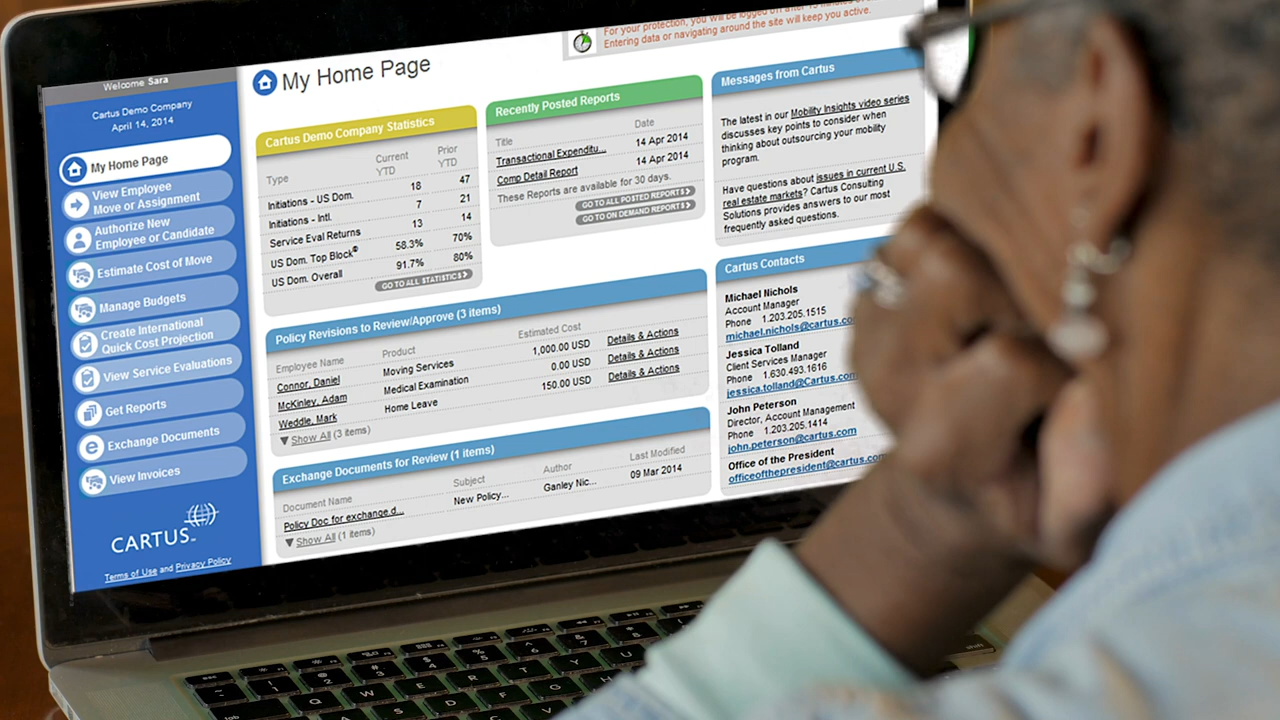 For your protection, you will be logged off after 15 minutes of
Entering data or navigating around the site will keep you active.
Welcome Sara
Cartus Demo Company
April 14, 2014
My Home Page
View Employee
Move or Assignment
Authorize New
Employee or Candidate
Estimate Cost of Move
Manage Budgets
Create International
Quick Cost Projection
View Service Evaluations
Get Reports
Exchange Documents
View Invoices
CARTUS
Terms of Use and Privacy Policy
My Home Page
Cartus Demo Company Statistics
Type Current YTD Prior YTD
Initiations - US Dom. 18 47
Initiations - Intl. 7 21
Service Eval Returns 13 14
US Dom. Top Block® 58.3% 70%
US Dom. Overall 91.7% 80%
GO TO ALL STATISTICS
Recently Posted Reports
Title Date
Transactional Expenditu... 14 Apr 2014
Comp Detail Report 14 Apr 2014
These Reports are available for 30 days.
GO TO ALL POSTED REPORTS
GO TO ON DEMAND REPORTS
Policy Revisions to Review/Approve (3 items)
Employee Name Product Estimated Cost
Connor, Daniel Moving Services 1,000.00 USD Details & Actions
McKinley, Adam Medical Examination 0.00 USD Details & Actions
Weddle, Mark Home Leave 150.00 USD Details & Actions
Show All (3 items)
Exchange Documents for Review (1 items)
Document Name Subject Author Last Modified
Policy Doc for exchange.d... New Policy... Ganley Nic... 09 Mar 2014
Show All (1 items)
Messages from Cartus
The latest in our Mobility Insights video series
discusses key points to consider when
thinking about outsourcing your mobility
program.
Have questions about issues in current U.S.
real estate markets? Cartus Consulting
Solutions provides answers to our most
frequently asked questions.
Cartus Contacts
Michael Nichols
Account Manager
Phone 1.203.205.1515
michael.nichols@cartus.co
Jessica Tolland
Client Services Manager
Phone 1.630.493.1616
jessica.tolland@Cartus.com
John Peterson
Director, Account Management
Phone 1.203.205.1414
john.peterson@cartus.com
Office of the President
officeofthepresident@cartus.com